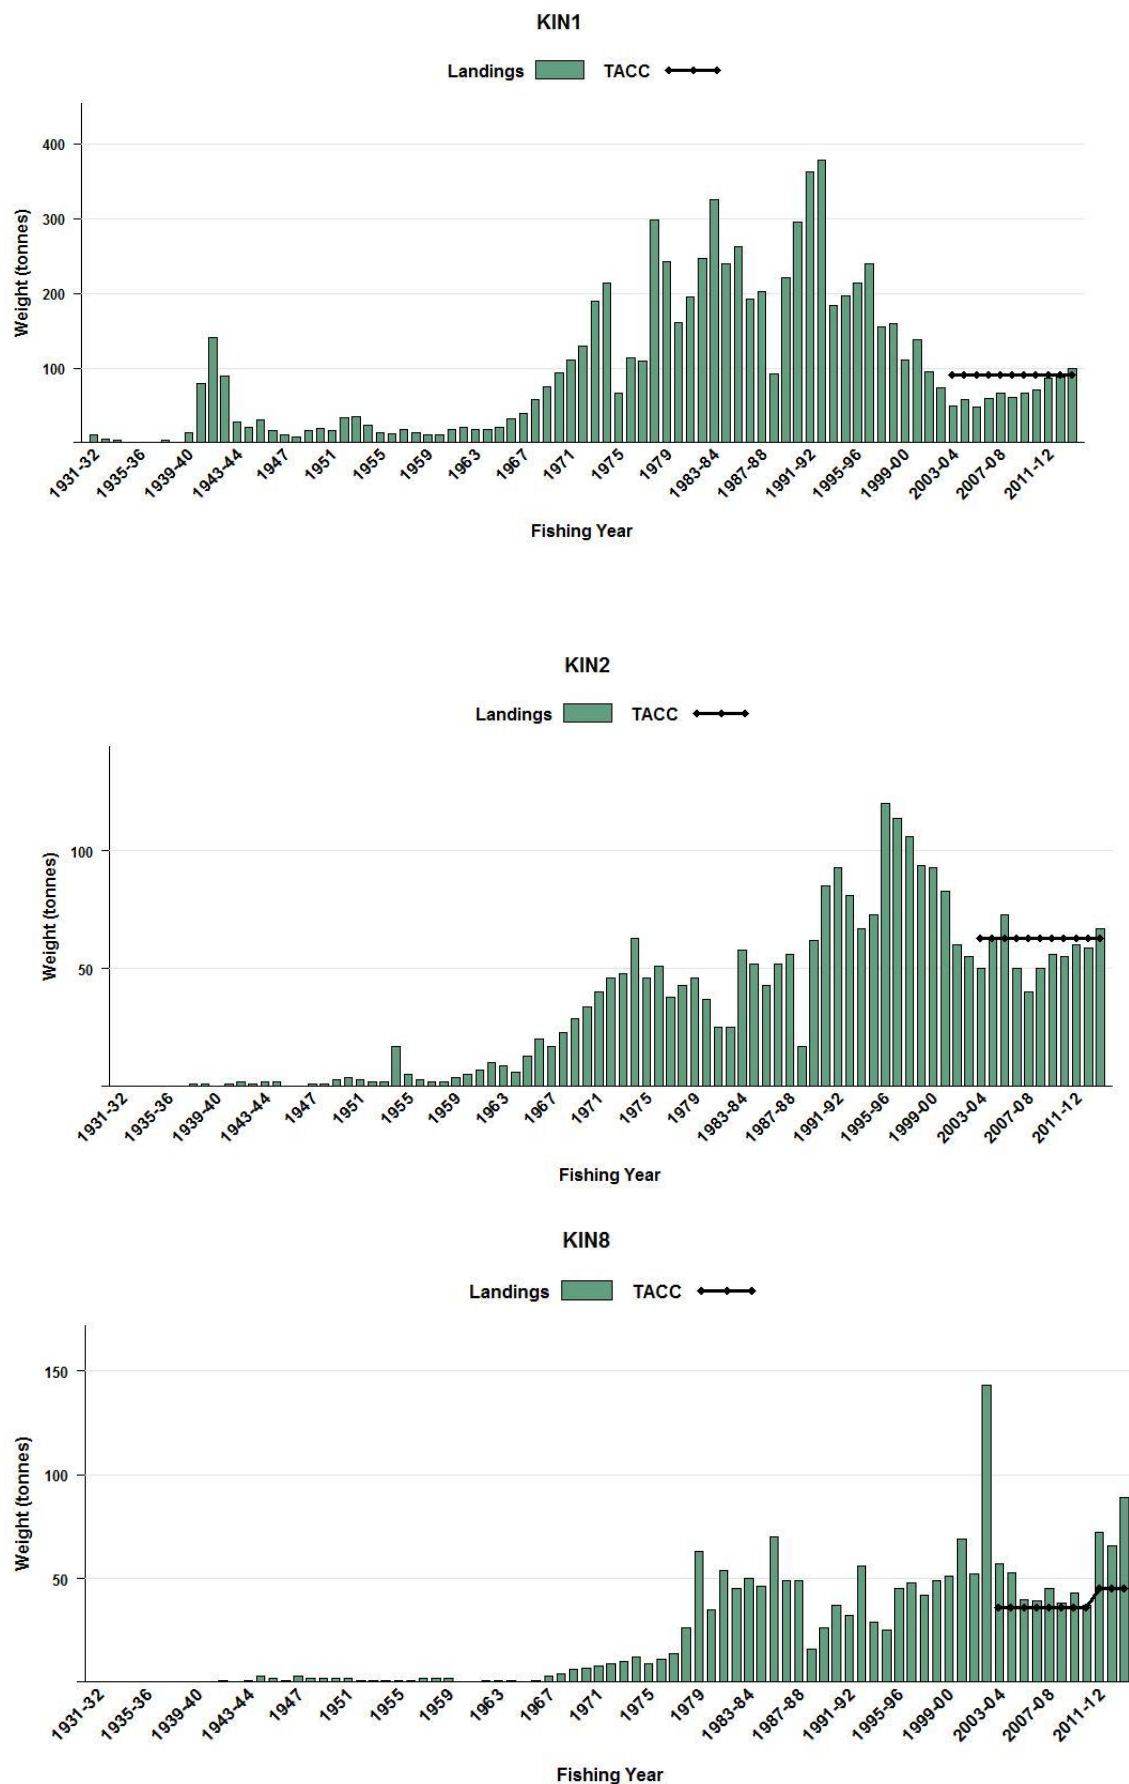 KIN1
Landings TACC
400
300
200
100
Weight (tonnes)
1931-32 1935-36 1939-40 1943-44 1947 1951 1955 1959 1963 1967 1971 1975 1979 1983-84 1987-88 1991-92 1995-96 1999-00 2003-04 2007-08 2011-12
Fishing Year
KIN2
Landings TACC
100
50
Weight (tonnes)
1931-32 1935-36 1939-40 1943-44 1947 1951 1955 1959 1963 1967 1971 1975 1979 1983-84 1987-88 1991-92 1995-96 1999-00 2003-04 2007-08 2011-12
Fishing Year
KIN8
Landings TACC
150
100
50
Weight (tonnes)
1931-32 1935-36 1939-40 1943-44 1947 1951 1955 1959 1963 1967 1971 1975 1979 1983-84 1987-88 1991-92 1995-96 1999-00 2003-04 2007-08 2011-12
Fishing Year